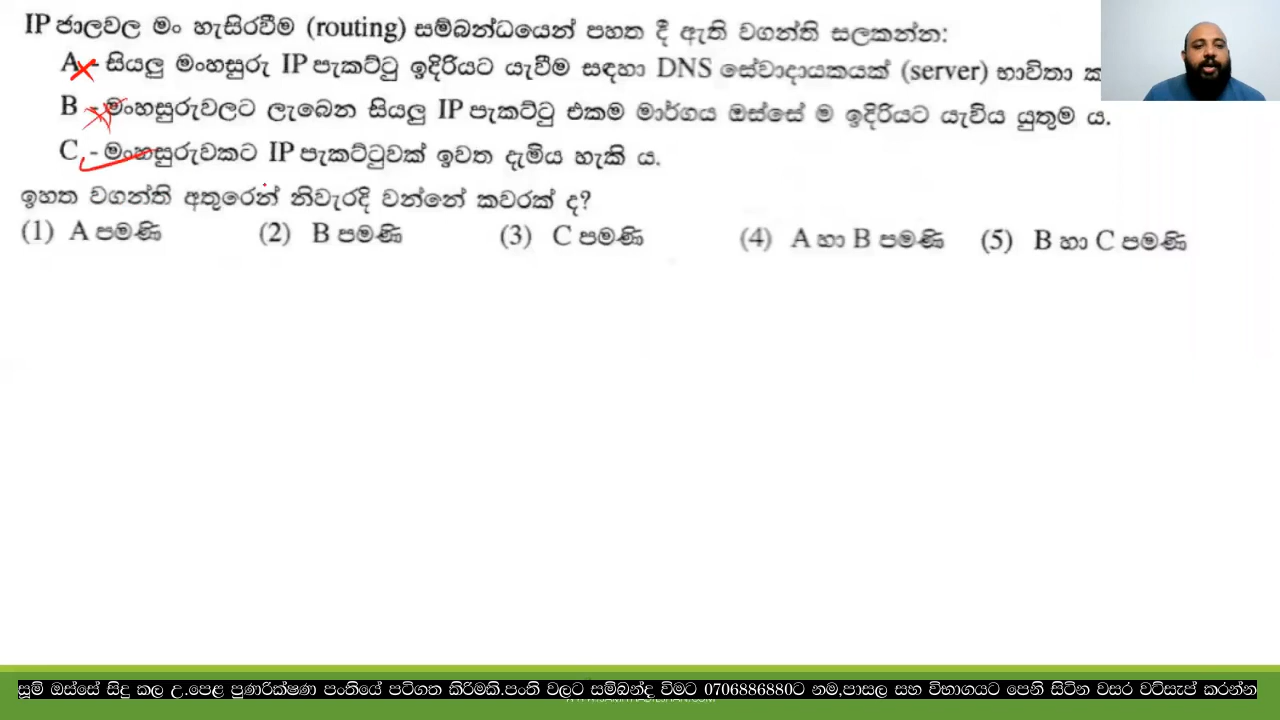 IP ජාලවල මං හැසිරවීම (routing) සම්බන්ධයෙන් පහත දී ඇති වගන්ති සලකන්න:
A - සියලු මංහසුරු IP පැකට්ටු ඉදිරියට යැවීම සඳහා DNS සේවාදායකයක් (server) භාවිතා ක
B - මංහසුරුවලට ලැබෙන සියලු IP පැකට්ටු එකම මාර්ගය ඔස්සේ ම ඉදිරියට යැවිය යුතුම ය.
C - මංහසුරුවකට IP පැකට්ටුවක් ඉවත දැමිය හැකි ය.
ඉහත වගන්ති අතුරෙන් නිවැරදි වන්නේ කවරක් ද?
(1) A පමණි (2) B පමණි (3) C පමණි (4) A හා B පමණි (5) B හා C පමණි
සූම් ඔස්සේ සිදු කල උ.පෙළ පුණරීක්ෂණ පංතියේ පටිගත කිරීමකි.පංති වලට සම්බන්ද වීමට 0706886880ට නම,පාසල සහ විභාගයට පෙනී සිටින වසර වට්සැප් කරන්න